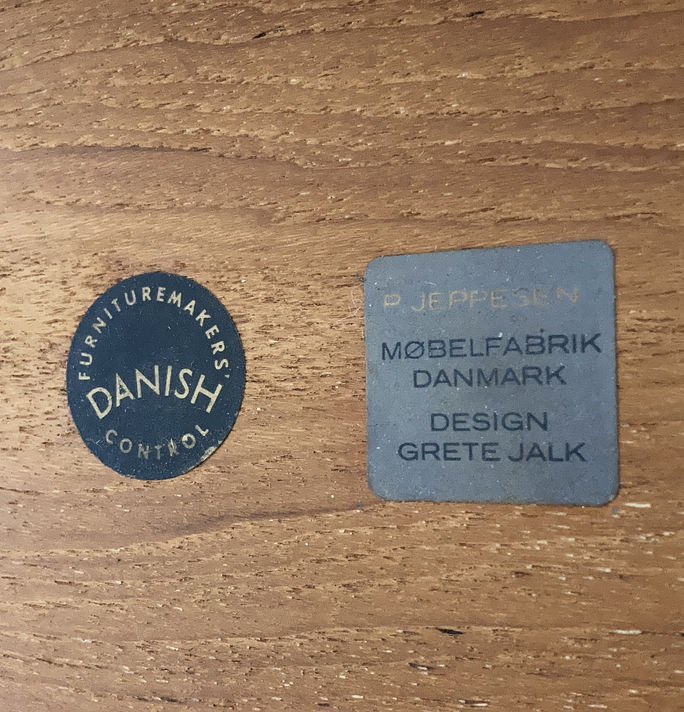 FURNITUREMAKERS'
DANISH
CONTROL
P JEPPESEN
MØBELFABRIK
DANMARK
DESIGN
GRETE JALK